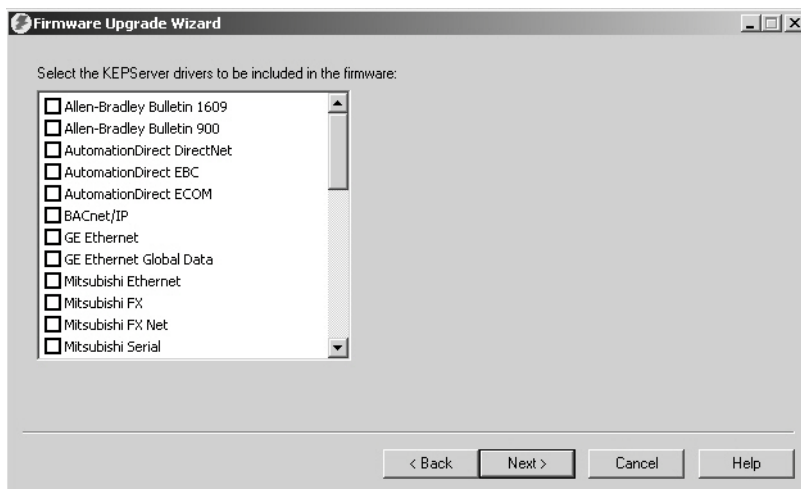 Firmware Upgrade Wizard
Select the KEPServer drivers to be included in the firmware:
Allen-Bradley Bulletin 1609
Allen-Bradley Bulletin 900
AutomationDirect DirectNet
AutomationDirect EBC
AutomationDirect ECOM
BACnet/IP
GE Ethernet
GE Ethernet Global Data
Mitsubishi Ethernet
Mitsubishi FX
Mitsubishi FX Net
Mitsubishi Serial
< Back Next > Cancel Help